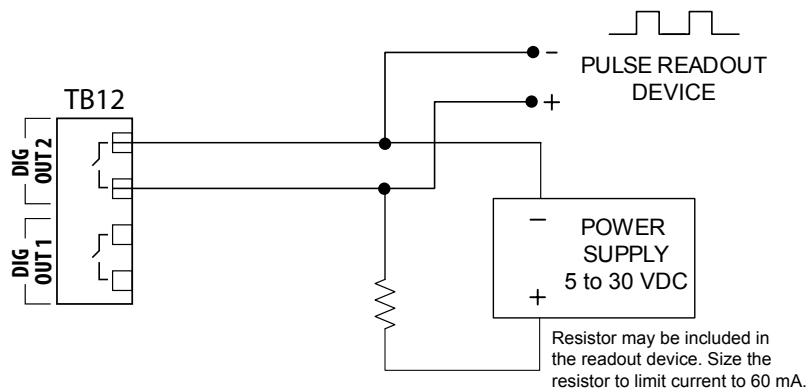 -
PULSE READOUT
DEVICE
+
TB12
DIG
OUT 2
DIG
OUT 1
-
POWER
SUPPLY
5 to 30 VDC
+
Resistor may be included in
the readout device. Size the
resistor to limit current to 60 mA.